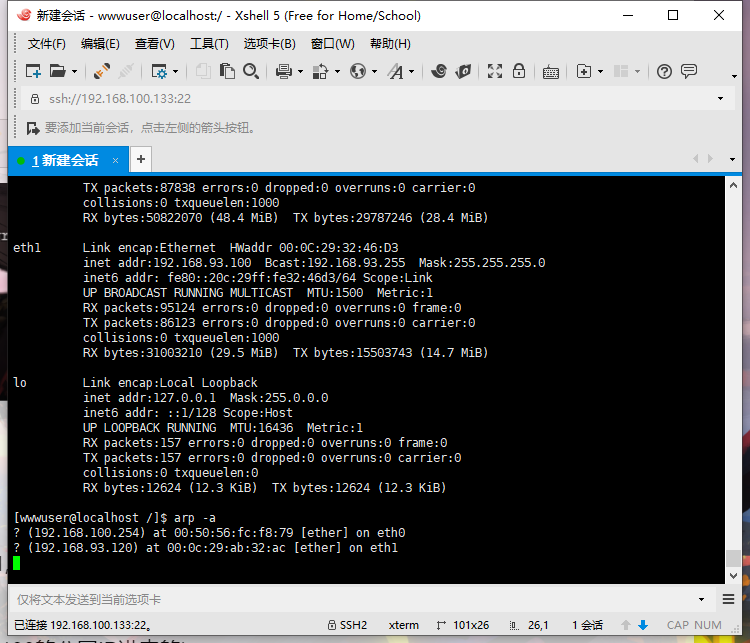 新建会话 - wwwuser@localhost:/ - Xshell 5 (Free for Home/School)
文件(F) 编辑(E) 查看(V) 工具(T) 选项卡(B) 窗口(W) 帮助(H)
ssh://192.168.100.133:22
要添加当前会话，点击左侧的箭头按钮。
1 新建会话 × +
TX packets:87838 errors:0 dropped:0 overruns:0 carrier:0
collisions:0 txqueuelen:1000
RX bytes:50822070 (48.4 MiB)  TX bytes:29787246 (28.4 MiB)
eth1      Link encap:Ethernet  HWaddr 00:0C:29:32:46:D3
inet addr:192.168.93.100  Bcast:192.168.93.255  Mask:255.255.255.0
inet6 addr: fe80::20c:29ff:fe32:46d3/64 Scope:Link
UP BROADCAST RUNNING MULTICAST  MTU:1500  Metric:1
RX packets:95124 errors:0 dropped:0 overruns:0 frame:0
TX packets:86123 errors:0 dropped:0 overruns:0 carrier:0
collisions:0 txqueuelen:1000
RX bytes:31003210 (29.5 MiB)  TX bytes:15503743 (14.7 MiB)
lo        Link encap:Local Loopback
inet addr:127.0.0.1  Mask:255.0.0.0
inet6 addr: ::1/128 Scope:Host
UP LOOPBACK RUNNING  MTU:16436  Metric:1
RX packets:157 errors:0 dropped:0 overruns:0 frame:0
TX packets:157 errors:0 dropped:0 overruns:0 carrier:0
collisions:0 txqueuelen:0
RX bytes:12624 (12.3 KiB)  TX bytes:12624 (12.3 KiB)
[wwwuser@localhost /]$ arp -a
? (192.168.100.254) at 00:50:56:fc:f8:79 [ether] on eth0
? (192.168.93.120) at 00:0c:29:ab:32:ac [ether] on eth1
仅将文本发送到当前选项卡
已连接 192.168.100.133:22。 SSH2 xterm 101x26 26,1 1 会话 CAP NUM